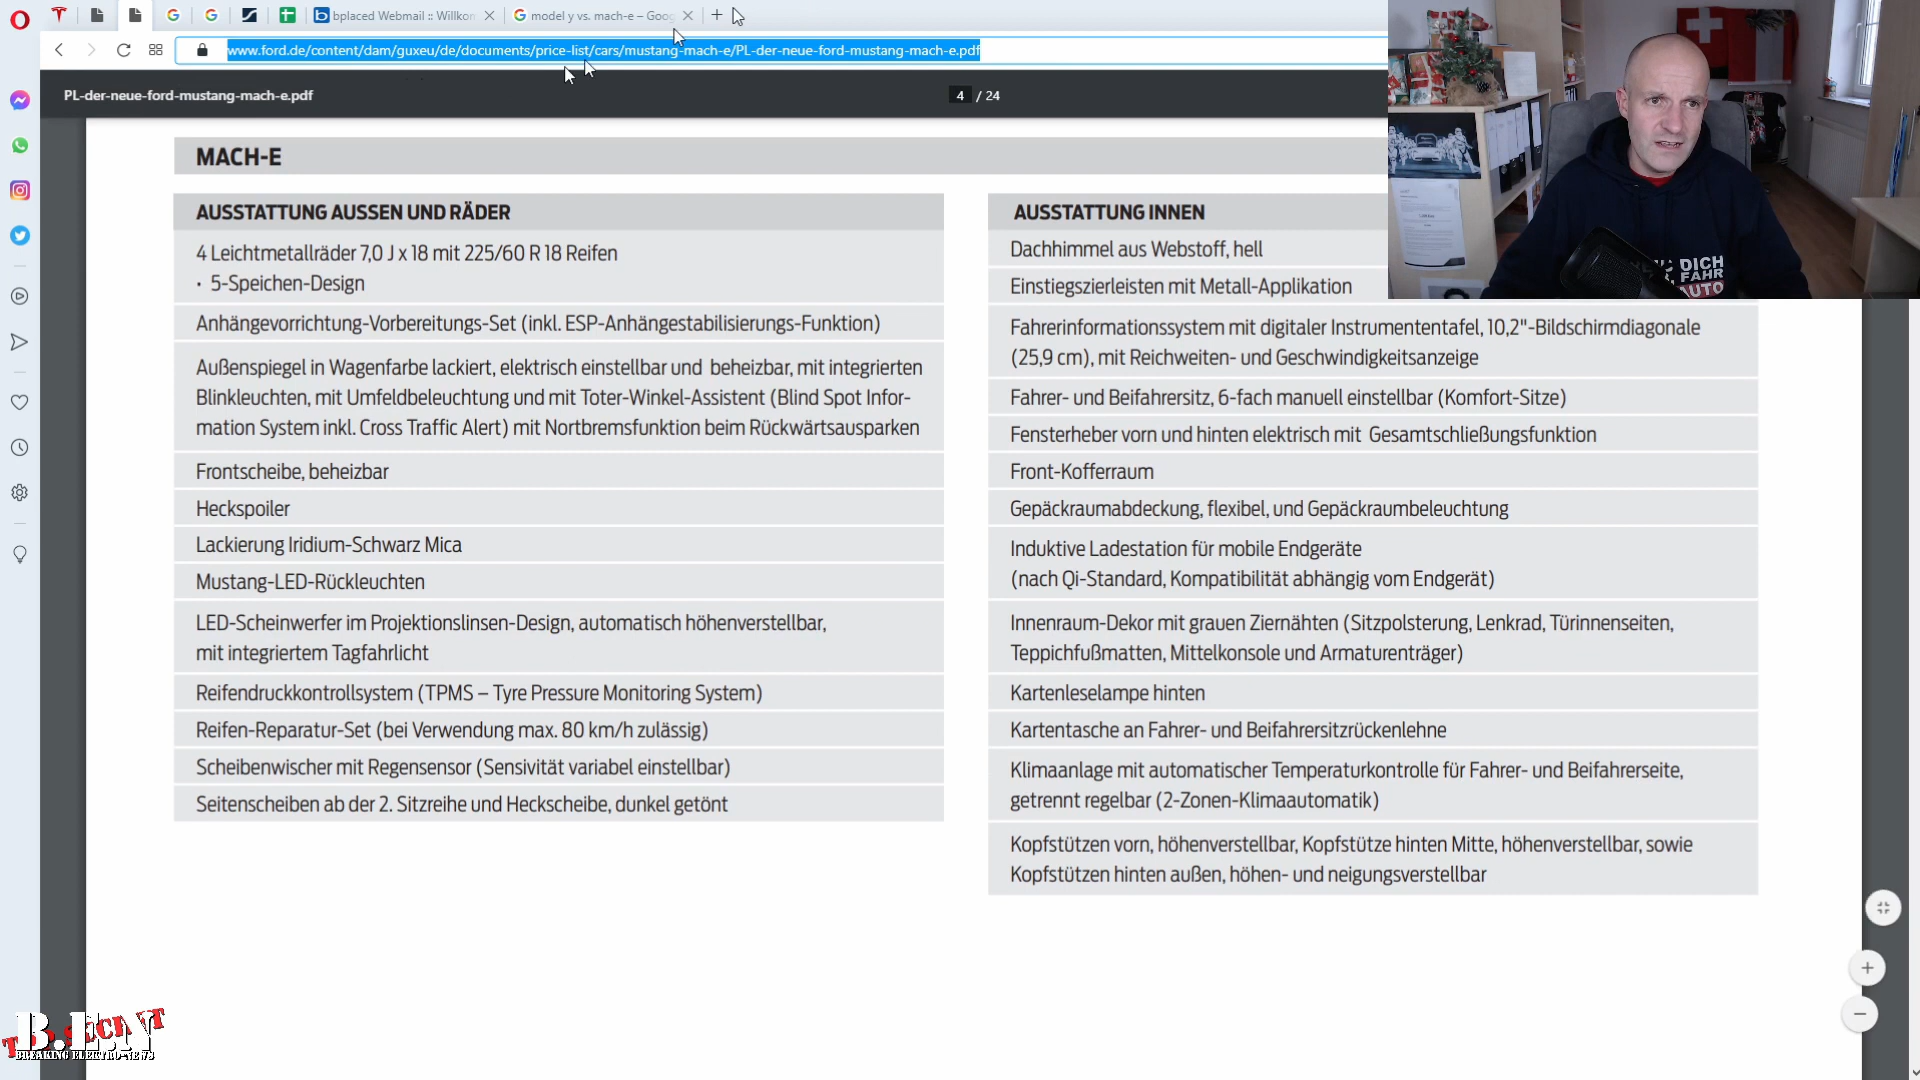 bplaced Webmail :: Willkon
model y vs. mach-e – Goog
www.ford.de/content/dam/guxeu/de/documents/price-list/cars/mustang-mach-e/PL-der-neue-ford-mustang-mach-e.pdf
PL-der-neue-ford-mustang-mach-e.pdf
4 / 24
MACH-E
AUSSTATTUNG AUSSEN UND RÄDER
4 Leichtmetallräder 7,0 J x 18 mit 225/60 R 18 Reifen
• 5-Speichen-Design
Anhängevorrichtung-Vorbereitungs-Set (inkl. ESP-Anhängestabilisierungs-Funktion)
Außenspiegel in Wagenfarbe lackiert, elektrisch einstellbar und beheizbar, mit integrierten
Blinkleuchten, mit Umfeldbeleuchtung und mit Toter-Winkel-Assistent (Blind Spot Infor-
mation System inkl. Cross Traffic Alert) mit Nortbremsfunktion beim Rückwärtsausparken
Frontscheibe, beheizbar
Heckspoiler
Lackierung Iridium-Schwarz Mica
Mustang-LED-Rückleuchten
LED-Scheinwerfer im Projektionslinsen-Design, automatisch höhenverstellbar,
mit integriertem Tagfahrlicht
Reifendruckkontrollsystem (TPMS – Tyre Pressure Monitoring System)
Reifen-Reparatur-Set (bei Verwendung max. 80 km/h zulässig)
Scheibenwischer mit Regensensor (Sensivität variabel einstellbar)
Seitenscheiben ab der 2. Sitzreihe und Heckscheibe, dunkel getönt
AUSSTATTUNG INNEN
Dachhimmel aus Webstoff, hell
Einstiegszierleisten mit Metall-Applikation
Fahrerinformationssystem mit digitaler Instrumententafel, 10,2"-Bildschirmdiagonale
(25,9 cm), mit Reichweiten- und Geschwindigkeitsanzeige
Fahrer- und Beifahrersitz, 6-fach manuell einstellbar (Komfort-Sitze)
Fensterheber vorn und hinten elektrisch mit Gesamtschließungsfunktion
Front-Kofferraum
Gepäckraumabdeckung, flexibel, und Gepäckraumbeleuchtung
Induktive Ladestation für mobile Endgeräte
(nach Qi-Standard, Kompatibilität abhängig vom Endgerät)
Innenraum-Dekor mit grauen Ziernähten (Sitzpolsterung, Lenkrad, Türinnenseiten,
Teppichfußmatten, Mittelkonsole und Armaturenträger)
Kartenleselampe hinten
Kartentasche an Fahrer- und Beifahrersitzrückenlehne
Klimaanlage mit automatischer Temperaturkontrolle für Fahrer- und Beifahrerseite,
getrennt regelbar (2-Zonen-Klimaautomatik)
Kopfstützen vorn, höhenverstellbar, Kopfstütze hinten Mitte, höhenverstellbar, sowie
Kopfstützen hinten außen, höhen- und neigungsverstellbar
DICH
FAHR
AUTO
BREAKING ELEKTRO-NEWS